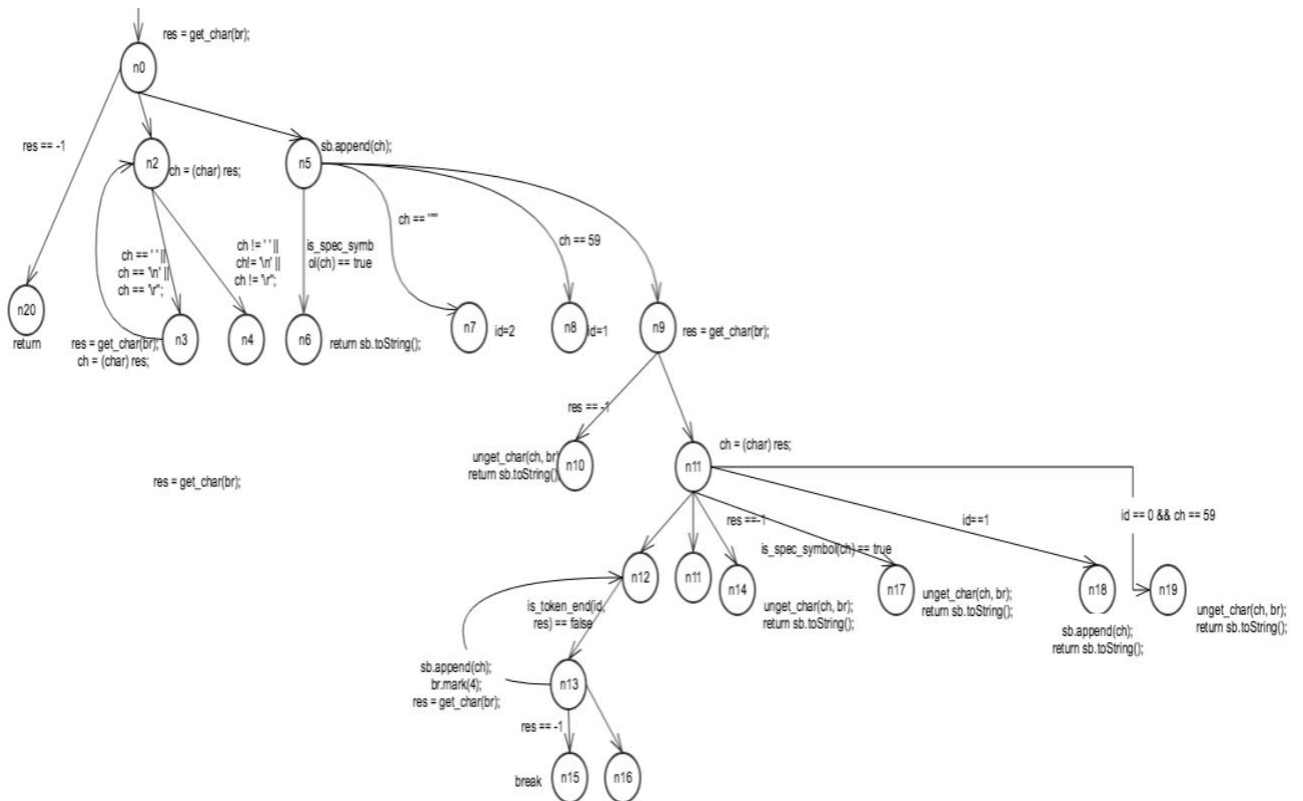 res = get_char(br);
n0
res == -1
sb.append(ch);
n2
n5
ch = (char) res;
ch == '"'
ch == ' ' ||
ch == '\n' ||
ch == '\r";
ch != ' ' ||
ch!= '\n' ||
ch != '\r";
is_spec_symb
ol(ch) == true
ch == 59
n20
return
res = get_char(br);
ch = (char) res;
n3
n4
n6
return sb.toString();
n7
id=2
n8
id=1
n9
res = get_char(br);
res == -1
ch = (char) res;
unget_char(ch, br)
return sb.toString();
n10
n11
res = get_char(br);
res ==-1
id==1
id == 0 && ch == 59
is_spec_symbol(ch) == true
n12
n11
n14
n17
n18
n19
is_token_end(id,
res) == false
unget_char(ch, br);
return sb.toString();
unget_char(ch, br);
return sb.toString();
sb.append(ch);
return sb.toString();
unget_char(ch, br);
return sb.toString();
sb.append(ch);
br.mark(4);
res = get_char(br);
n13
res == -1
break
n15
n16